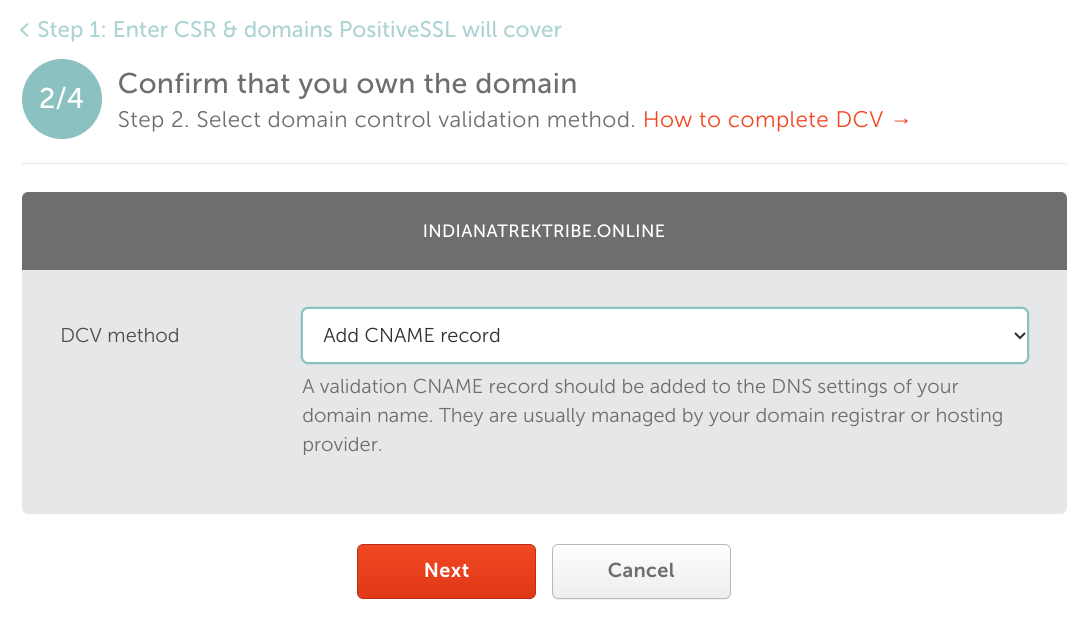 < Step 1: Enter CSR & domains PositiveSSL will cover
2/4
Confirm that you own the domain
Step 2. Select domain control validation method. How to complete DCV →
INDIANATREKTRIBE.ONLINE
DCV method
Add CNAME record
A validation CNAME record should be added to the DNS settings of your
domain name. They are usually managed by your domain registrar or hosting
provider.
Next
Cancel